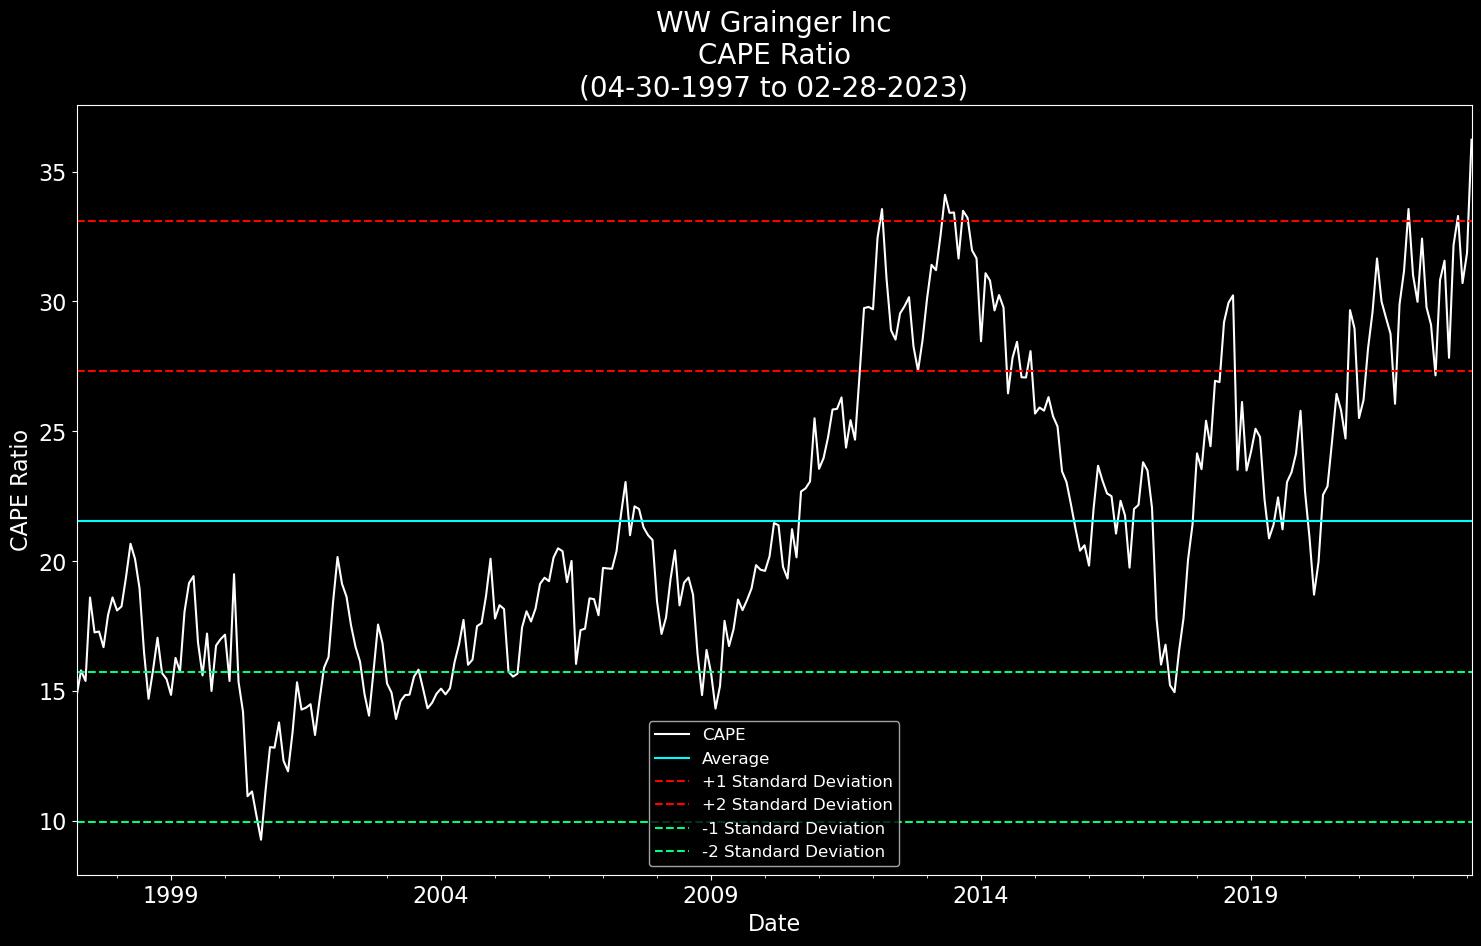 WW Grainger Inc
CAPE Ratio
(04-30-1997 to 02-28-2023)
CAPE Ratio
35
30
25
20
15
10
CAPE
Average
+1 Standard Deviation
+2 Standard Deviation
-1 Standard Deviation
-2 Standard Deviation
1999 2004 2009 2014 2019
Date